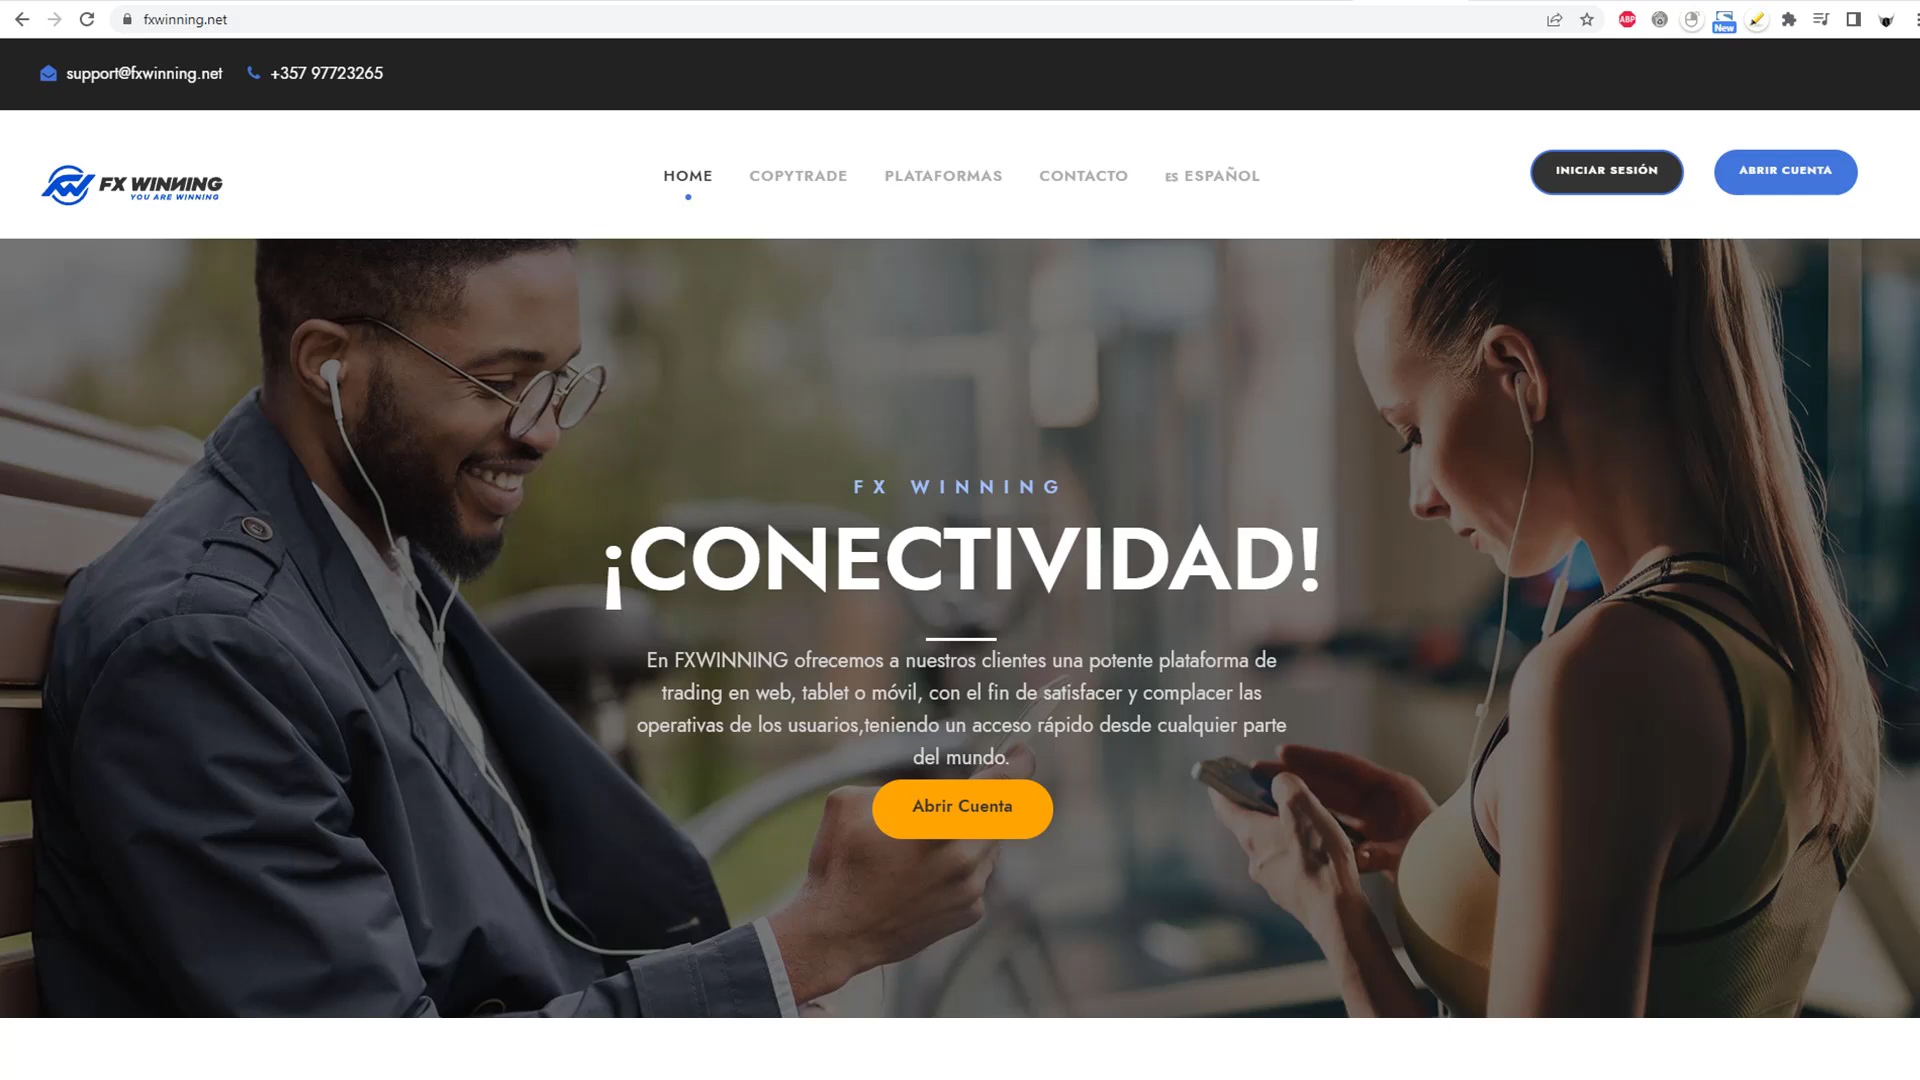 fxwinning.net
ABP
New
support@fxwinning.net +357 97723265
FX WINNING
YOU ARE WINNING
HOME COPYTRADE PLATAFORMAS CONTACTO ES ESPAÑOL
INICIAR SESIÓN ABRIR CUENTA
FX WINNING
¡CONECTIVIDAD!
En FXWINNING ofrecemos a nuestros clientes una potente plataforma de
trading en web, tablet o móvil, con el fin de satisfacer y complacer las
operativas de los usuarios,teniendo un acceso rápido desde cualquier parte
del mundo.
Abrir Cuenta